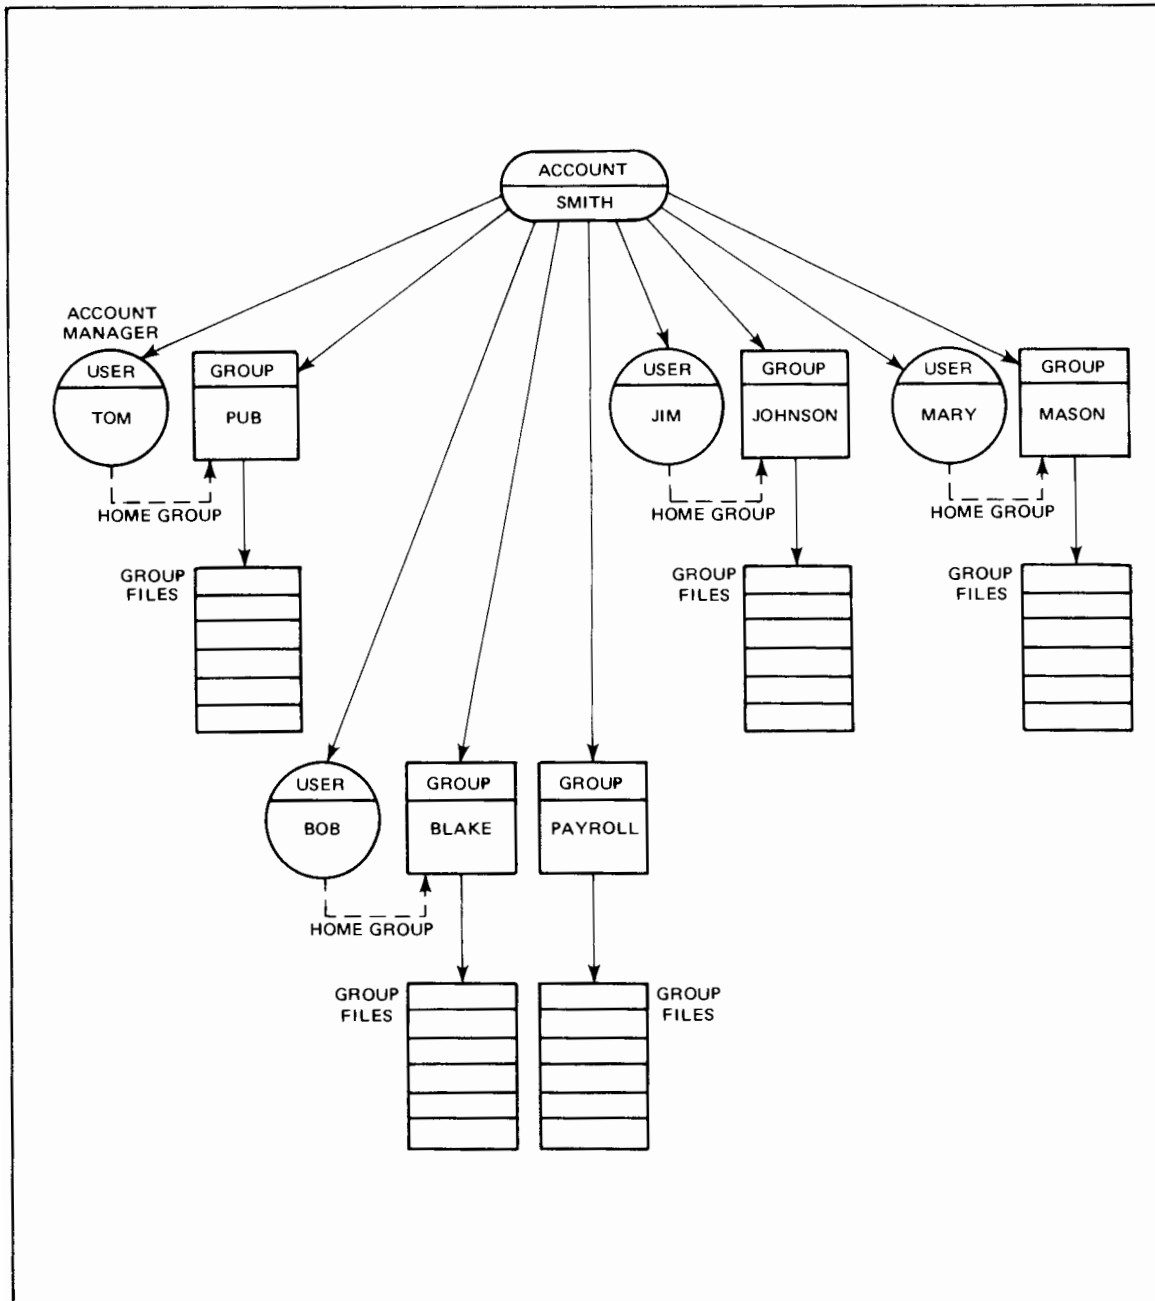 ACCOUNT
SMITH
ACCOUNT
MANAGER
USER
TOM
GROUP
PUB
HOME GROUP
GROUP
FILES
USER
JIM
GROUP
JOHNSON
HOME GROUP
GROUP
FILES
USER
MARY
GROUP
MASON
HOME GROUP
GROUP
FILES
USER
BOB
GROUP
BLAKE
HOME GROUP
GROUP
FILES
GROUP
PAYROLL
GROUP
FILES